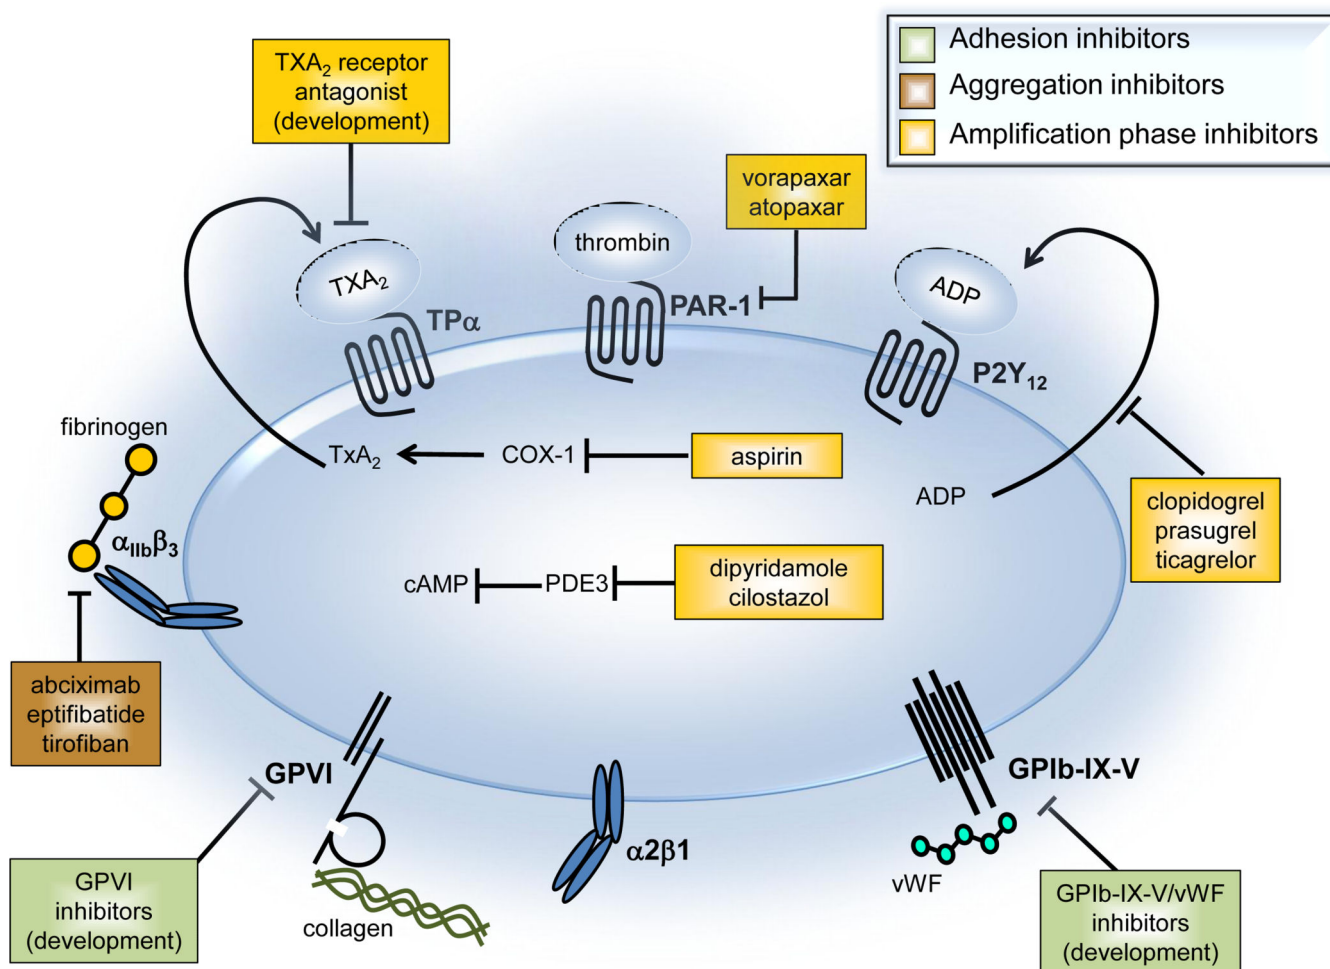 TXA₂ receptor
antagonist
(development)
Adhesion inhibitors
Aggregation inhibitors
Amplification phase inhibitors
vorapaxar
atopaxar
thrombin
TXA₂
ADP
PAR-1
TPα
P2Y₁₂
fibrinogen
TxA₂
COX-1
aspirin
ADP
clopidogrel
prasugrel
ticagrelor
αIIbβ₃
cAMP
PDE3
dipyridamole
cilostazol
abciximab
eptifibatide
tirofiban
GPVI
GPIb-IX-V
α2β1
vWF
GPVI
inhibitors
(development)
collagen
GPIb-IX-V/vWF
inhibitors
(development)